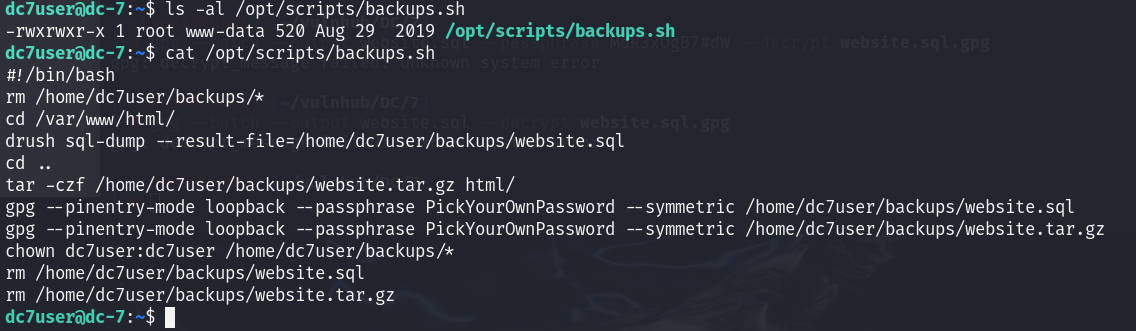 dc7user@dc-7:~$ ls -al /opt/scripts/backups.sh
-rwxrwxr-x 1 root www-data 520 Aug 29  2019 /opt/scripts/backups.sh
dc7user@dc-7:~$ cat /opt/scripts/backups.sh
#!/bin/bash
rm /home/dc7user/backups/*
cd /var/www/html/
drush sql-dump --result-file=/home/dc7user/backups/website.sql
cd ..
tar -czf /home/dc7user/backups/website.tar.gz html/
gpg --pinentry-mode loopback --passphrase PickYourOwnPassword --symmetric /home/dc7user/backups/website.sql
gpg --pinentry-mode loopback --passphrase PickYourOwnPassword --symmetric /home/dc7user/backups/website.tar.gz
chown dc7user:dc7user /home/dc7user/backups/*
rm /home/dc7user/backups/website.sql
rm /home/dc7user/backups/website.tar.gz
dc7user@dc-7:~$